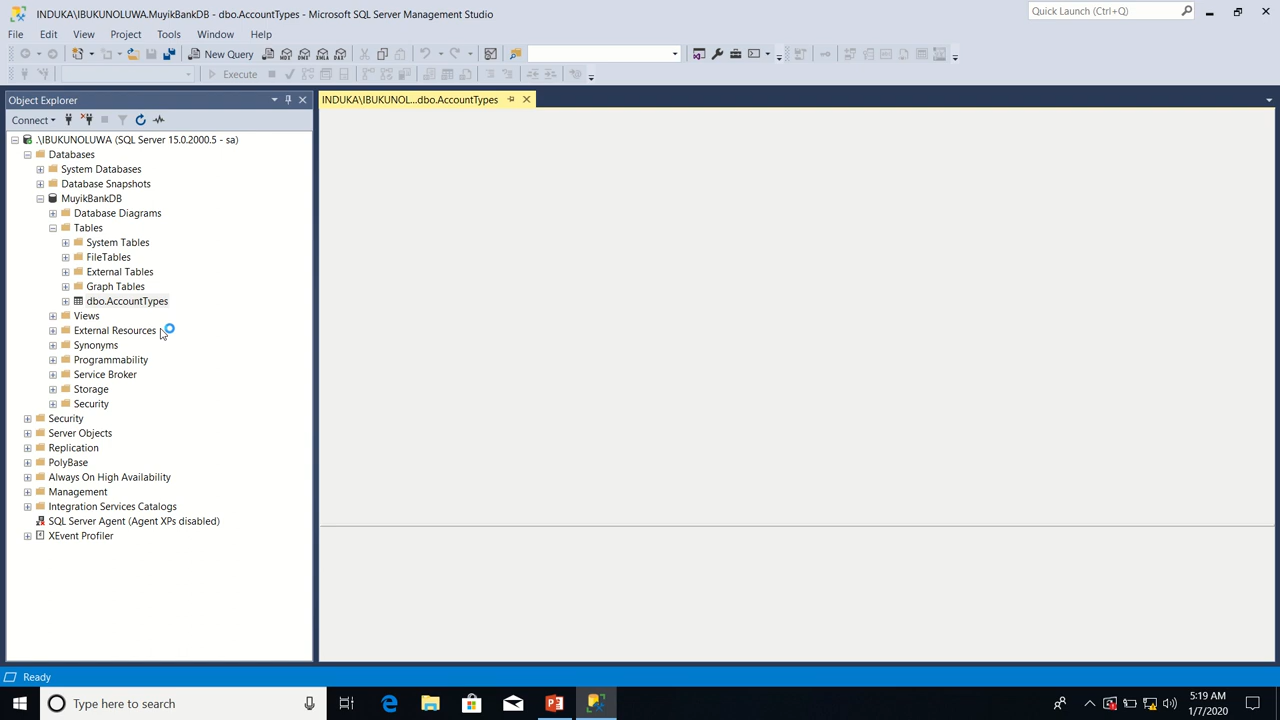 INDUKA\IBUKUNOLUWA.MuyikBankDB - dbo.AccountTypes - Microsoft SQL Server Management Studio
Quick Launch (Ctrl+Q)
File Edit View Project Tools Window Help
New Query
MDX DMX XMLA DAX
Execute
Object Explorer
INDUKA\IBUKUNOL...dbo.AccountTypes
Connect
.\IBUKUNOLUWA (SQL Server 15.0.2000.5 - sa)
Databases
System Databases
Database Snapshots
MuyikBankDB
Database Diagrams
Tables
System Tables
FileTables
External Tables
Graph Tables
dbo.AccountTypes
Views
External Resources
Synonyms
Programmability
Service Broker
Storage
Security
Security
Server Objects
Replication
PolyBase
Always On High Availability
Management
Integration Services Catalogs
SQL Server Agent (Agent XPs disabled)
XEvent Profiler
Ready
Type here to search
5:19 AM
1/7/2020